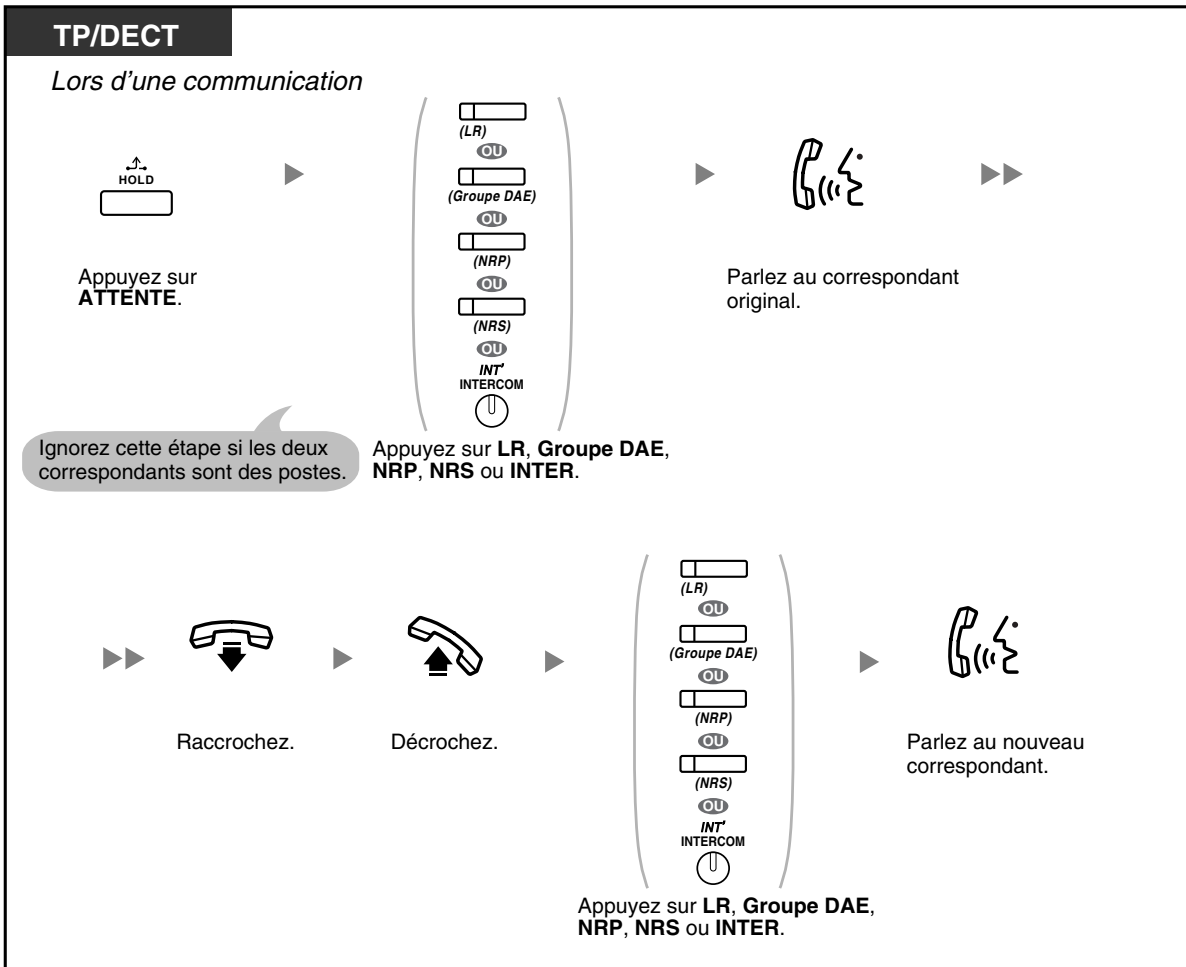 TP/DECT
Lors d'une communication
HOLD
Appuyez sur
ATTENTE.
Ignorez cette étape si les deux
correspondants sont des postes.
(LR)
OU
(Groupe DAE)
OU
(NRP)
OU
(NRS)
OU
INT'
INTERCOM
Appuyez sur LR, Groupe DAE,
NRP, NRS ou INTER.
Parlez au correspondant
original.
Raccrochez.
Décrochez.
(LR)
OU
(Groupe DAE)
OU
(NRP)
OU
(NRS)
OU
INT'
INTERCOM
Appuyez sur LR, Groupe DAE,
NRP, NRS ou INTER.
Parlez au nouveau
correspondant.